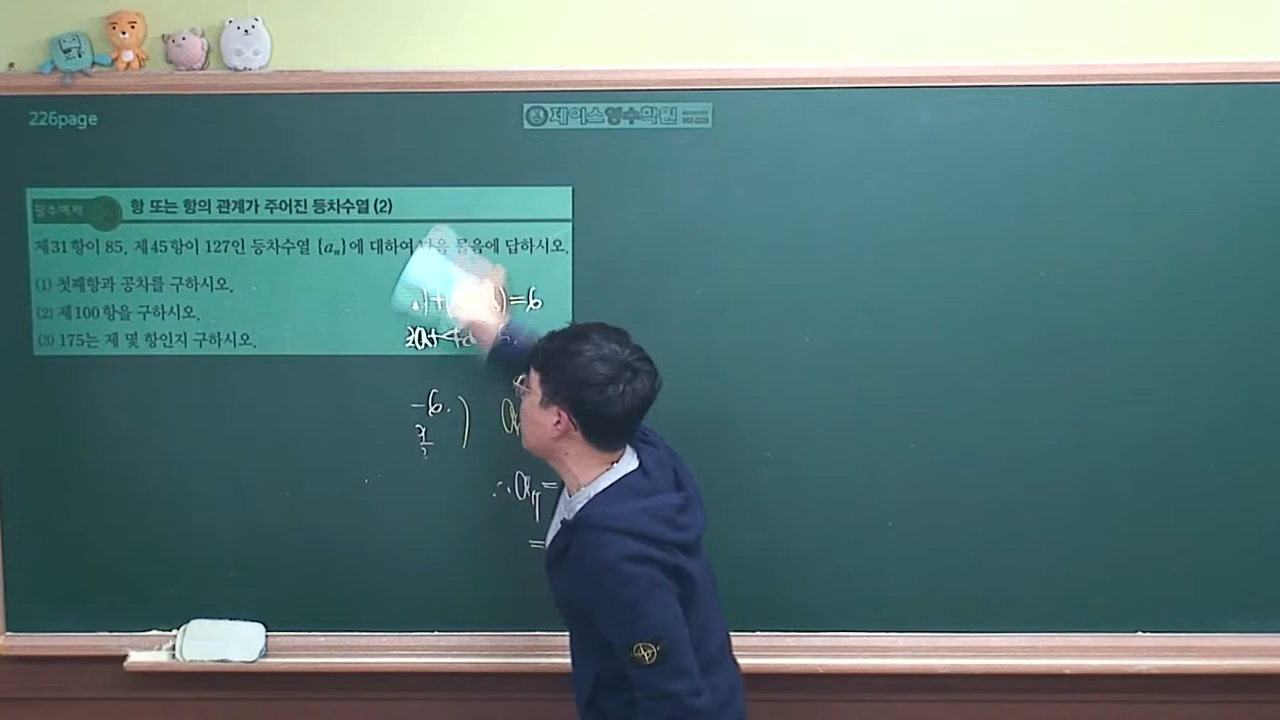 226page
제이스영수학원
필수예제
항 또는 항의 관계가 주어진 등차수열 (2)
제31항이 85, 제45항이 127인 등차수열 {aₙ}에 대하여 다음 물음에 답하시오.
(1) 첫째항과 공차를 구하시오.
(2) 제100항을 구하시오.
(3) 175는 제 몇 항인지 구하시오.
=6
-6.
=
=